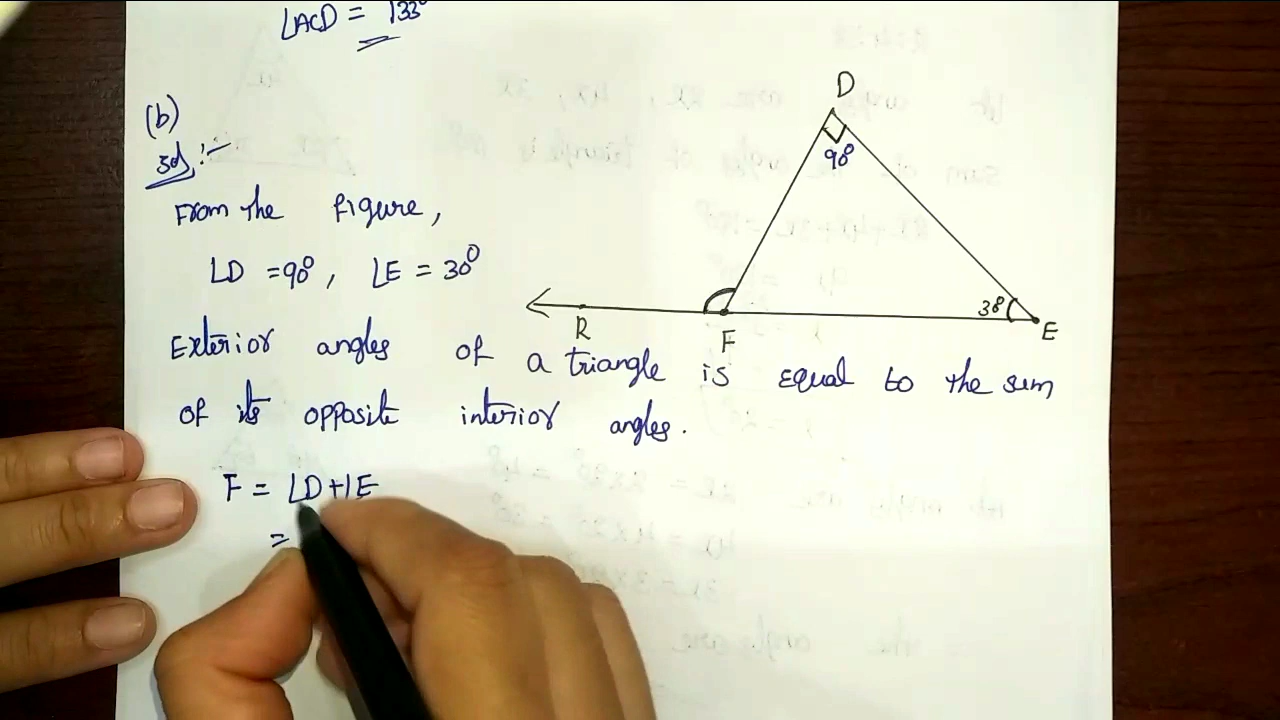 ∠ACD = 133°
(b)
Sol:-
From the figure,
∠D = 90°, ∠E = 30°
D
90°
38°
R
F
E
Exterior angles of a triangle is equal to the sum
of its opposite interior angles.
F = ∠D+∠E
=